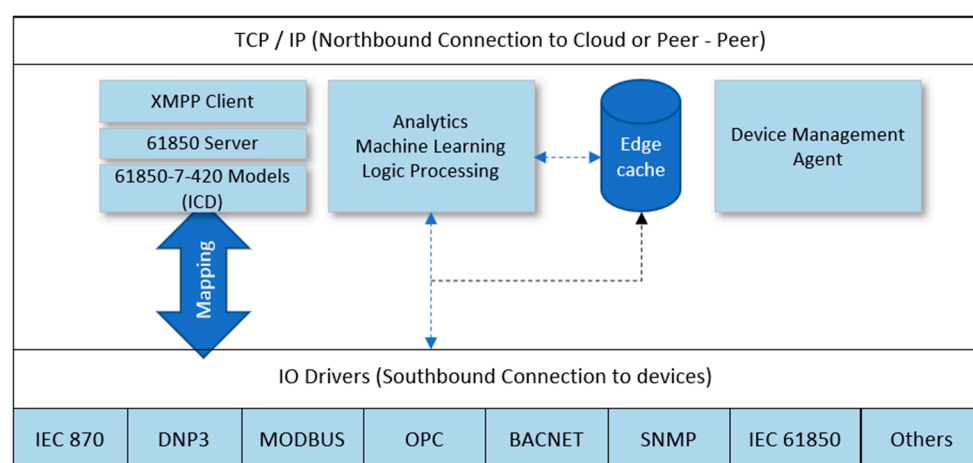 TCP / IP (Northbound Connection to Cloud or Peer - Peer)
XMPP Client
61850 Server
61850-7-420 Models
(ICD)
Mapping
Analytics
Machine Learning
Logic Processing
Edge
cache
Device Management
Agent
IO Drivers (Southbound Connection to devices)
IEC 870
DNP3
MODBUS
OPC
BACNET
SNMP
IEC 61850
Others